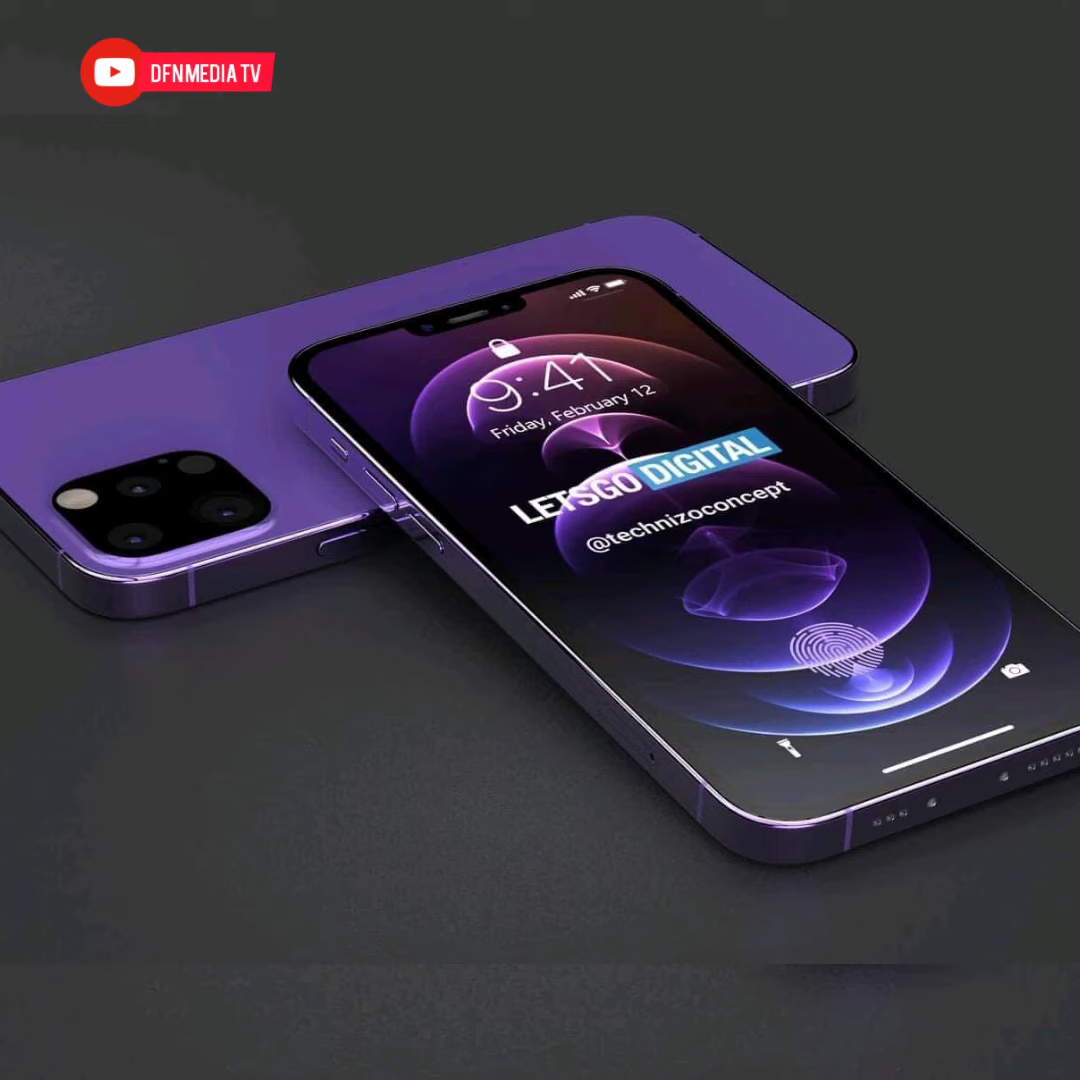 DFNMEDIA TV
9:41
Friday, February 12
LETSGO DIGITAL
@technizoconcept